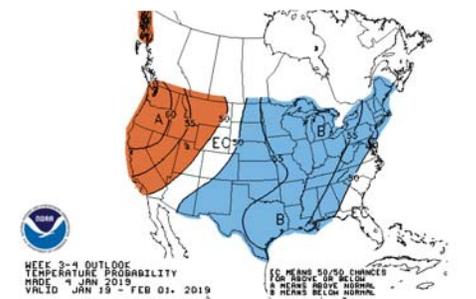 A
60
55
50
EC
50
55
B
55
50
B
EC
NOAA
WEEK 3-4 OUTLOOK
TEMPERATURE PROBABILITY
MADE 4 JAN 2019
VALID JAN 19 - FEB 01, 2019
EC MEANS 50/50 CHANCES
FOR ABOVE OR BELOW
A MEANS ABOVE NORMAL
B MEANS BELOW NORMAL